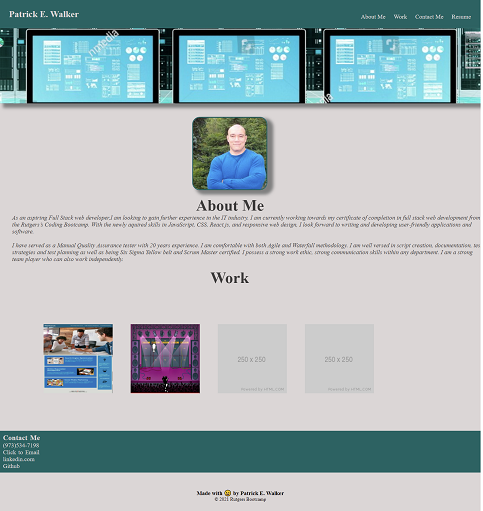 Patrick E. Walker
About Me Work Contact Me Resume
About Me
As an aspiring Full Stack web developer.I am looking to gain further experience in the IT industry. I am currently working towards my certificate of completion in full stack web development from
the Rutgers's Coding Bootcamp. With the newly aquired skills in JavaScript, CSS, React.js, and responsive web design, I look forward to writing and developing user-friendly applications and
software.
I have served as a Manual Quality Assurance tester with 20 years experience. I am comfortable with both Agile and Waterfall methodology. I am well versed in script creation, documentation, tes
strategies and test planning as well as being Six Sigma Yellow belt and Scrum Master certified. I possess a strong work ethic, strong communication skills within any department. I am a strong
team player who can also work independently.
Work
250 x 250
250 x 250
Contact Me
(973)534-7198
Click to Email
linkedin.com
Github
Made with 😊 by Patrick E. Walker
© 2021 Rutgers Bootcamp